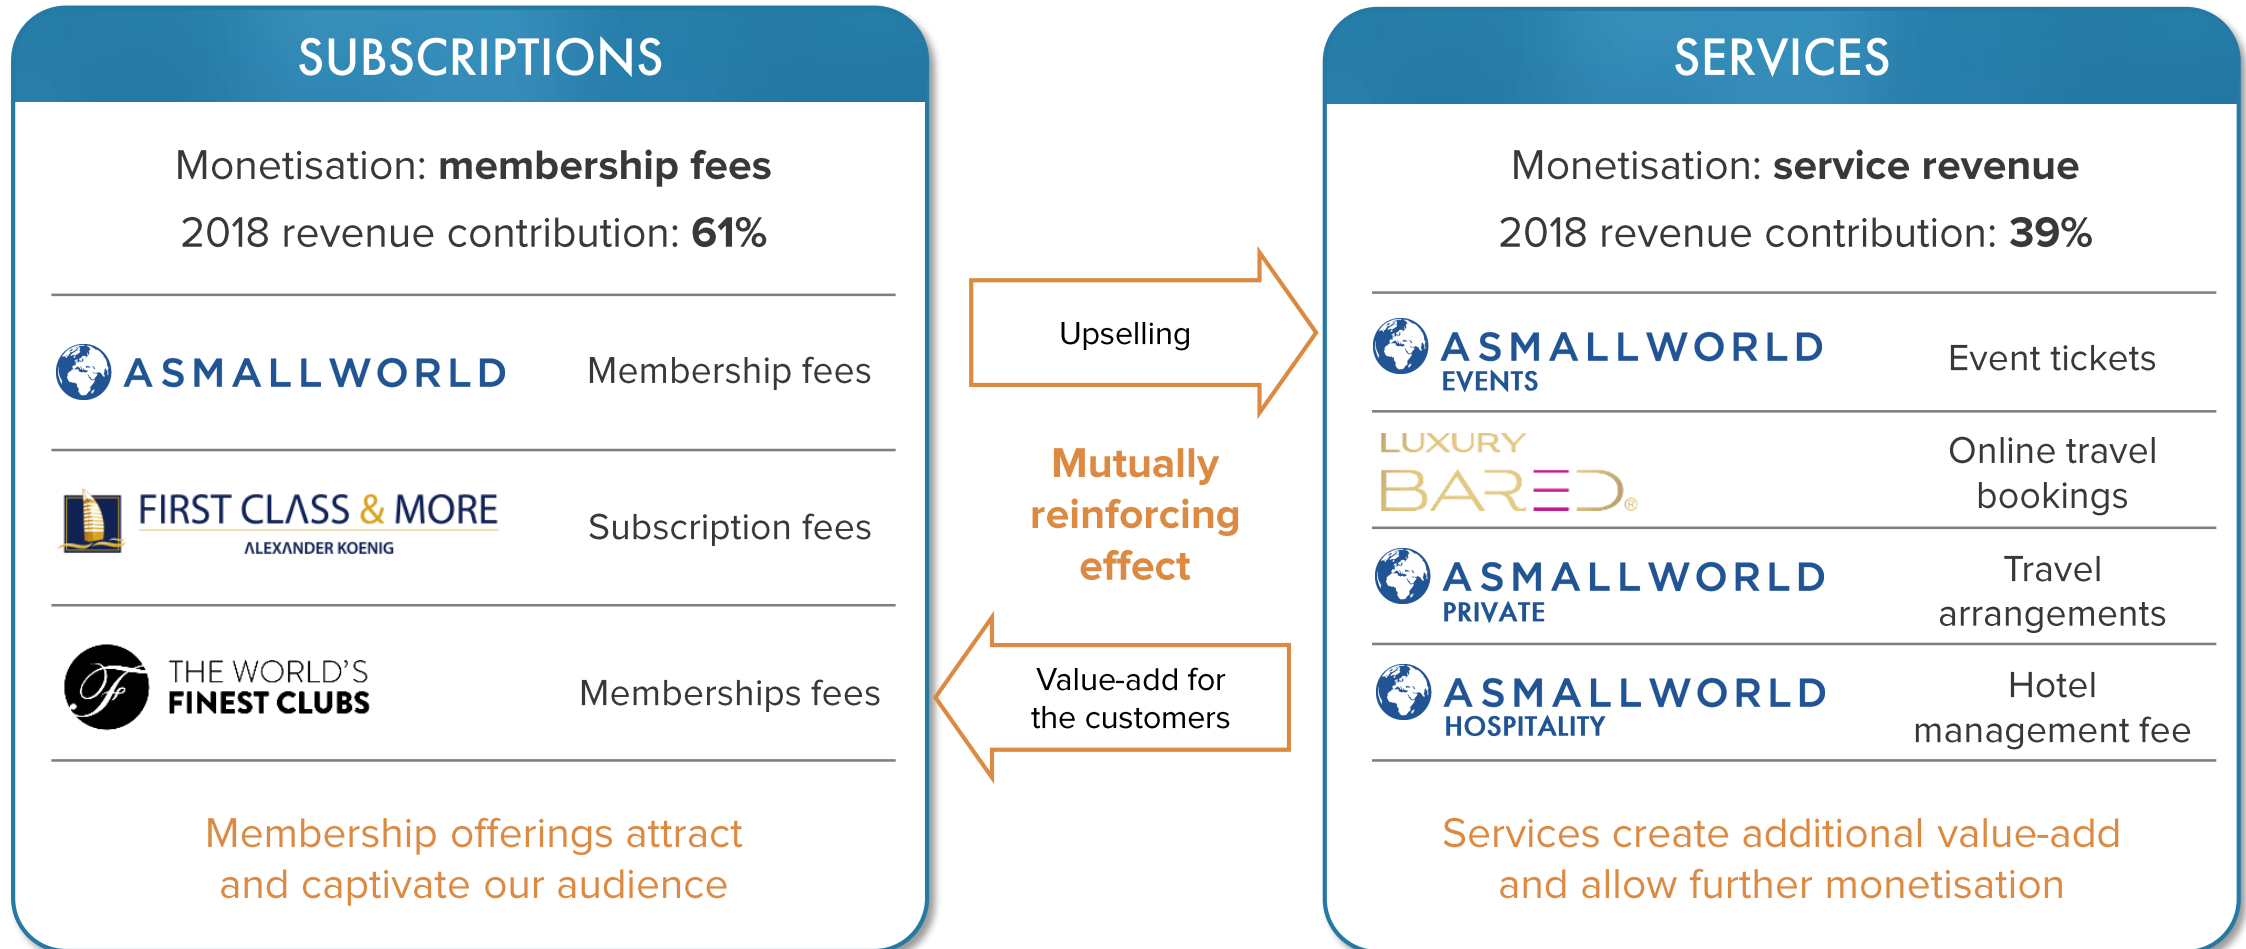 SUBSCRIPTIONS
Monetisation: membership fees
2018 revenue contribution: 61%
ASMALLWORLD
Membership fees
FIRST CLASS & MORE
ALEXANDER KOENIG
Subscription fees
F
THE WORLD'S
FINEST CLUBS
Memberships fees
Membership offerings attract
and captivate our audience
Upselling
Mutually
reinforcing
effect
Value-add for
the customers
SERVICES
Monetisation: service revenue
2018 revenue contribution: 39%
ASMALLWORLD
EVENTS
Event tickets
LUXURY
BARED®
Online travel
bookings
ASMALLWORLD
PRIVATE
Travel
arrangements
ASMALLWORLD
HOSPITALITY
Hotel
management fee
Services create additional value-add
and allow further monetisation